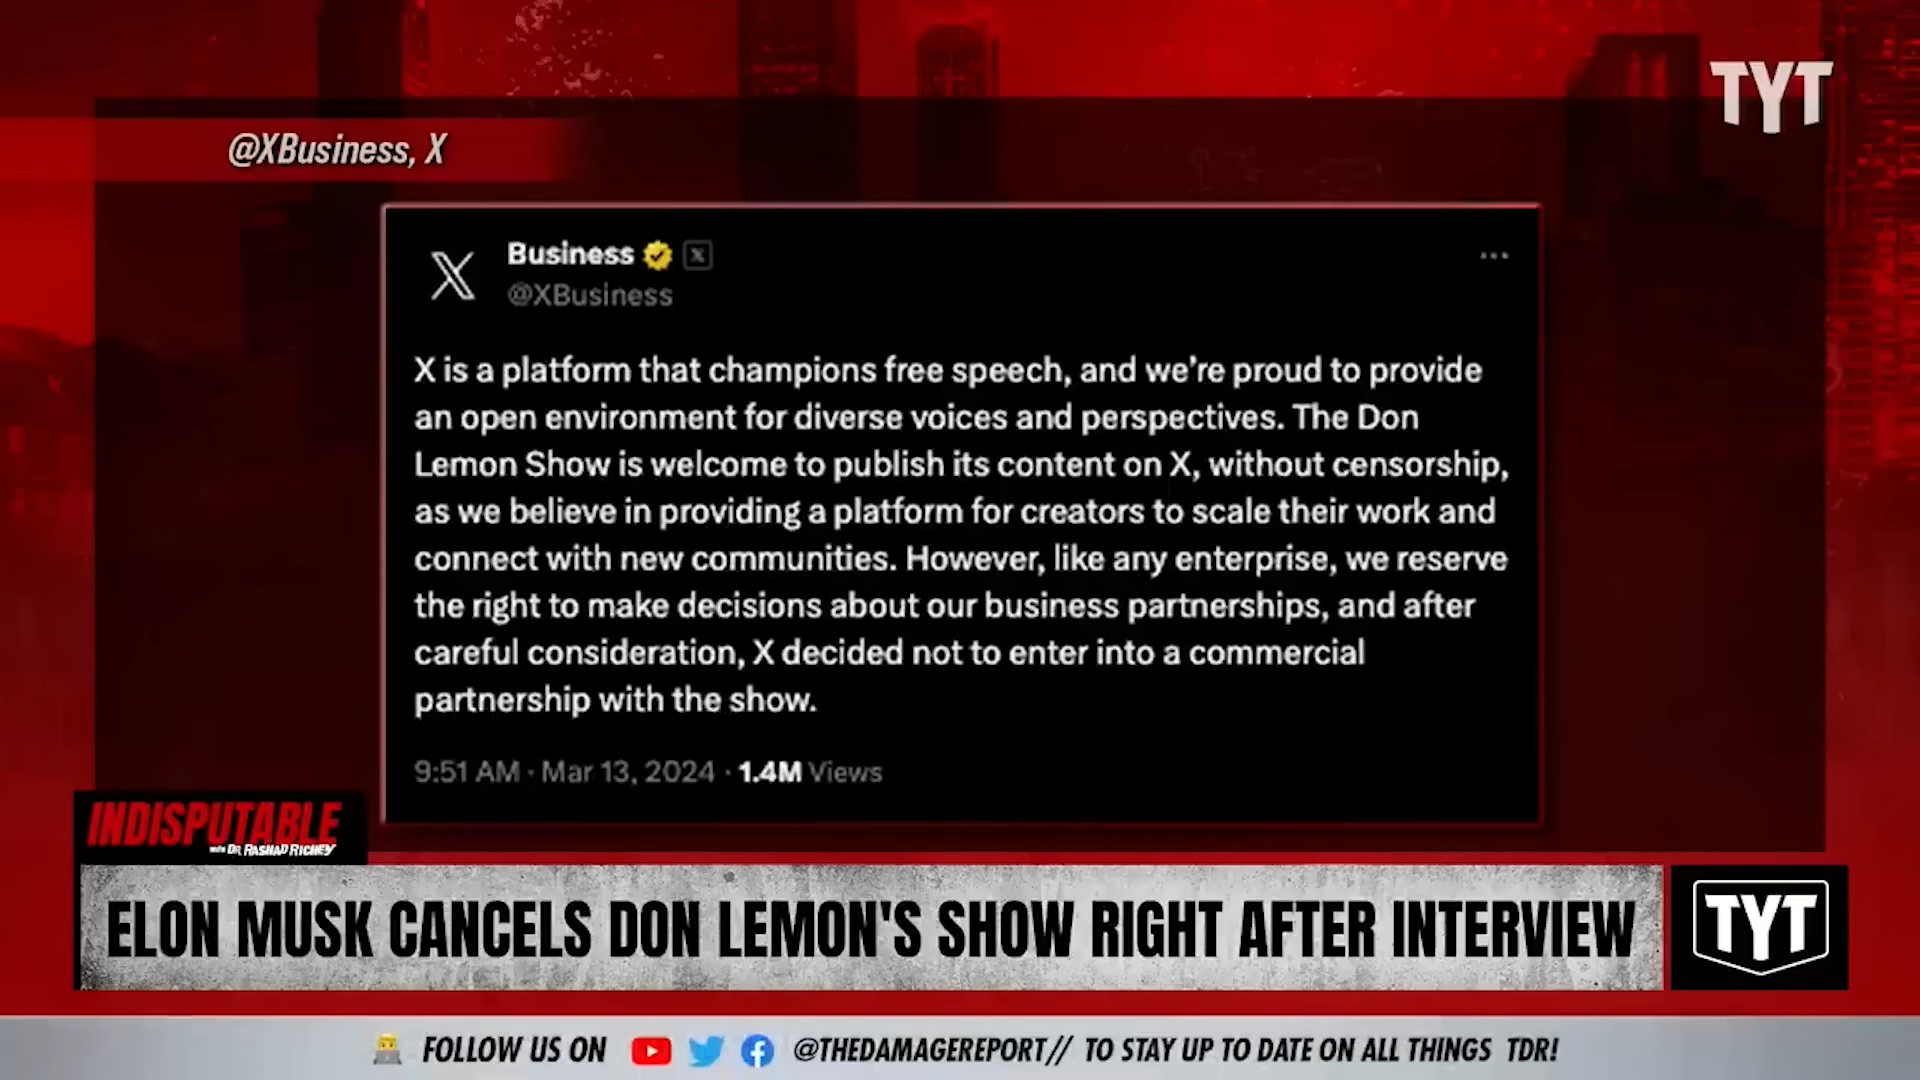 TYT
@XBusiness, X
Business
@XBusiness
X is a platform that champions free speech, and we're proud to provide
an open environment for diverse voices and perspectives. The Don
Lemon Show is welcome to publish its content on X, without censorship,
as we believe in providing a platform for creators to scale their work and
connect with new communities. However, like any enterprise, we reserve
the right to make decisions about our business partnerships, and after
careful consideration, X decided not to enter into a commercial
partnership with the show.
9:51 AM · Mar 13, 2024 · 1.4M Views
INDISPUTABLE
WITH DR. RASHAD RICHEY
ELON MUSK CANCELS DON LEMON'S SHOW RIGHT AFTER INTERVIEW
TYT
FOLLOW US ON @THEDAMAGEREPORT// TO STAY UP TO DATE ON ALL THINGS TDR!